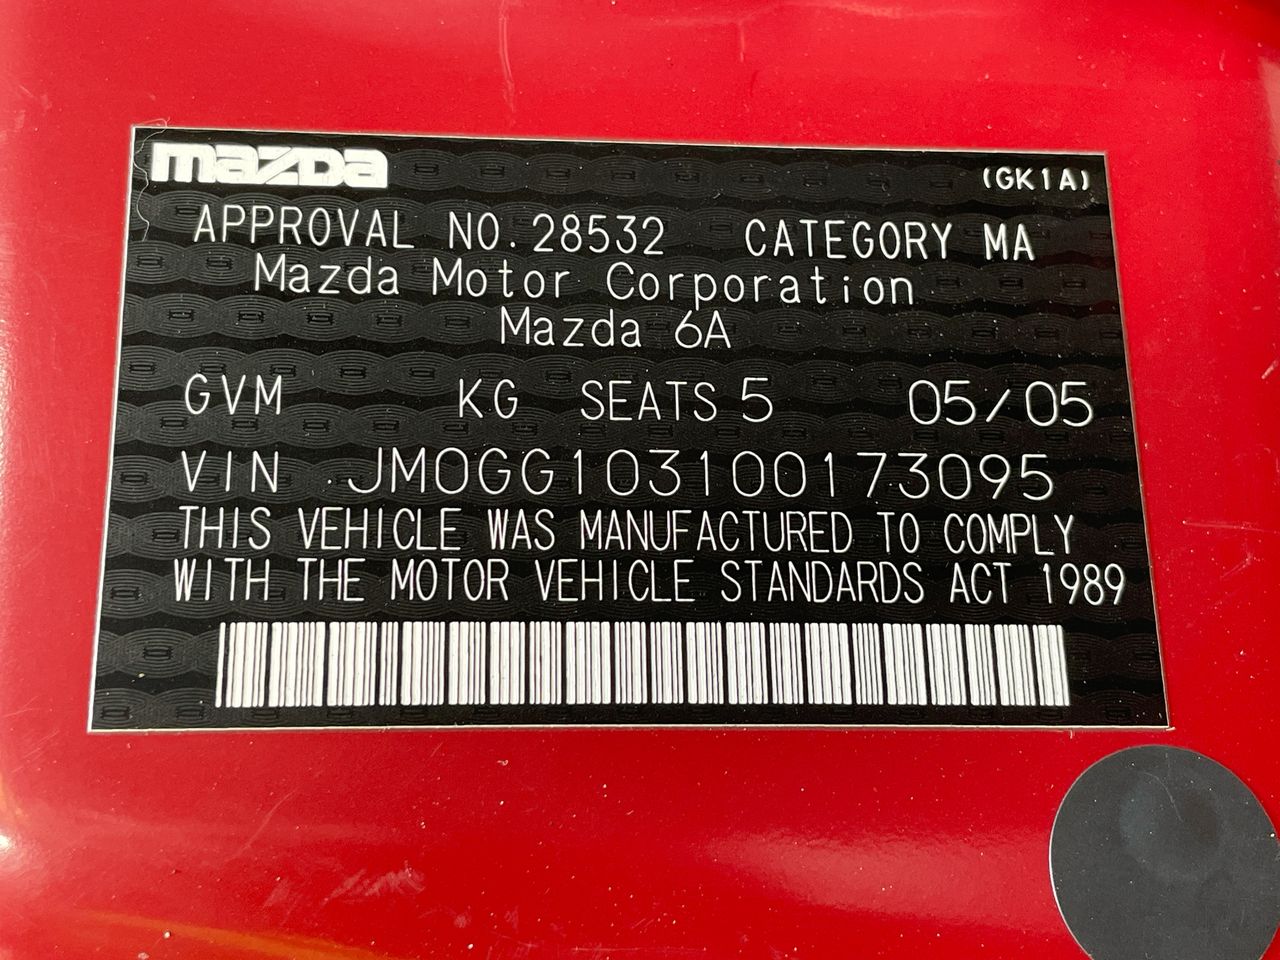 mazda (GK1A)
APPROVAL NO. 28532 CATEGORY MA
Mazda Motor Corporation
Mazda 6A
GVM KG SEATS 5 05/05
VIN JM0GG103100173095
THIS VEHICLE WAS MANUFACTURED TO COMPLY
WITH THE MOTOR VEHICLE STANDARDS ACT 1989